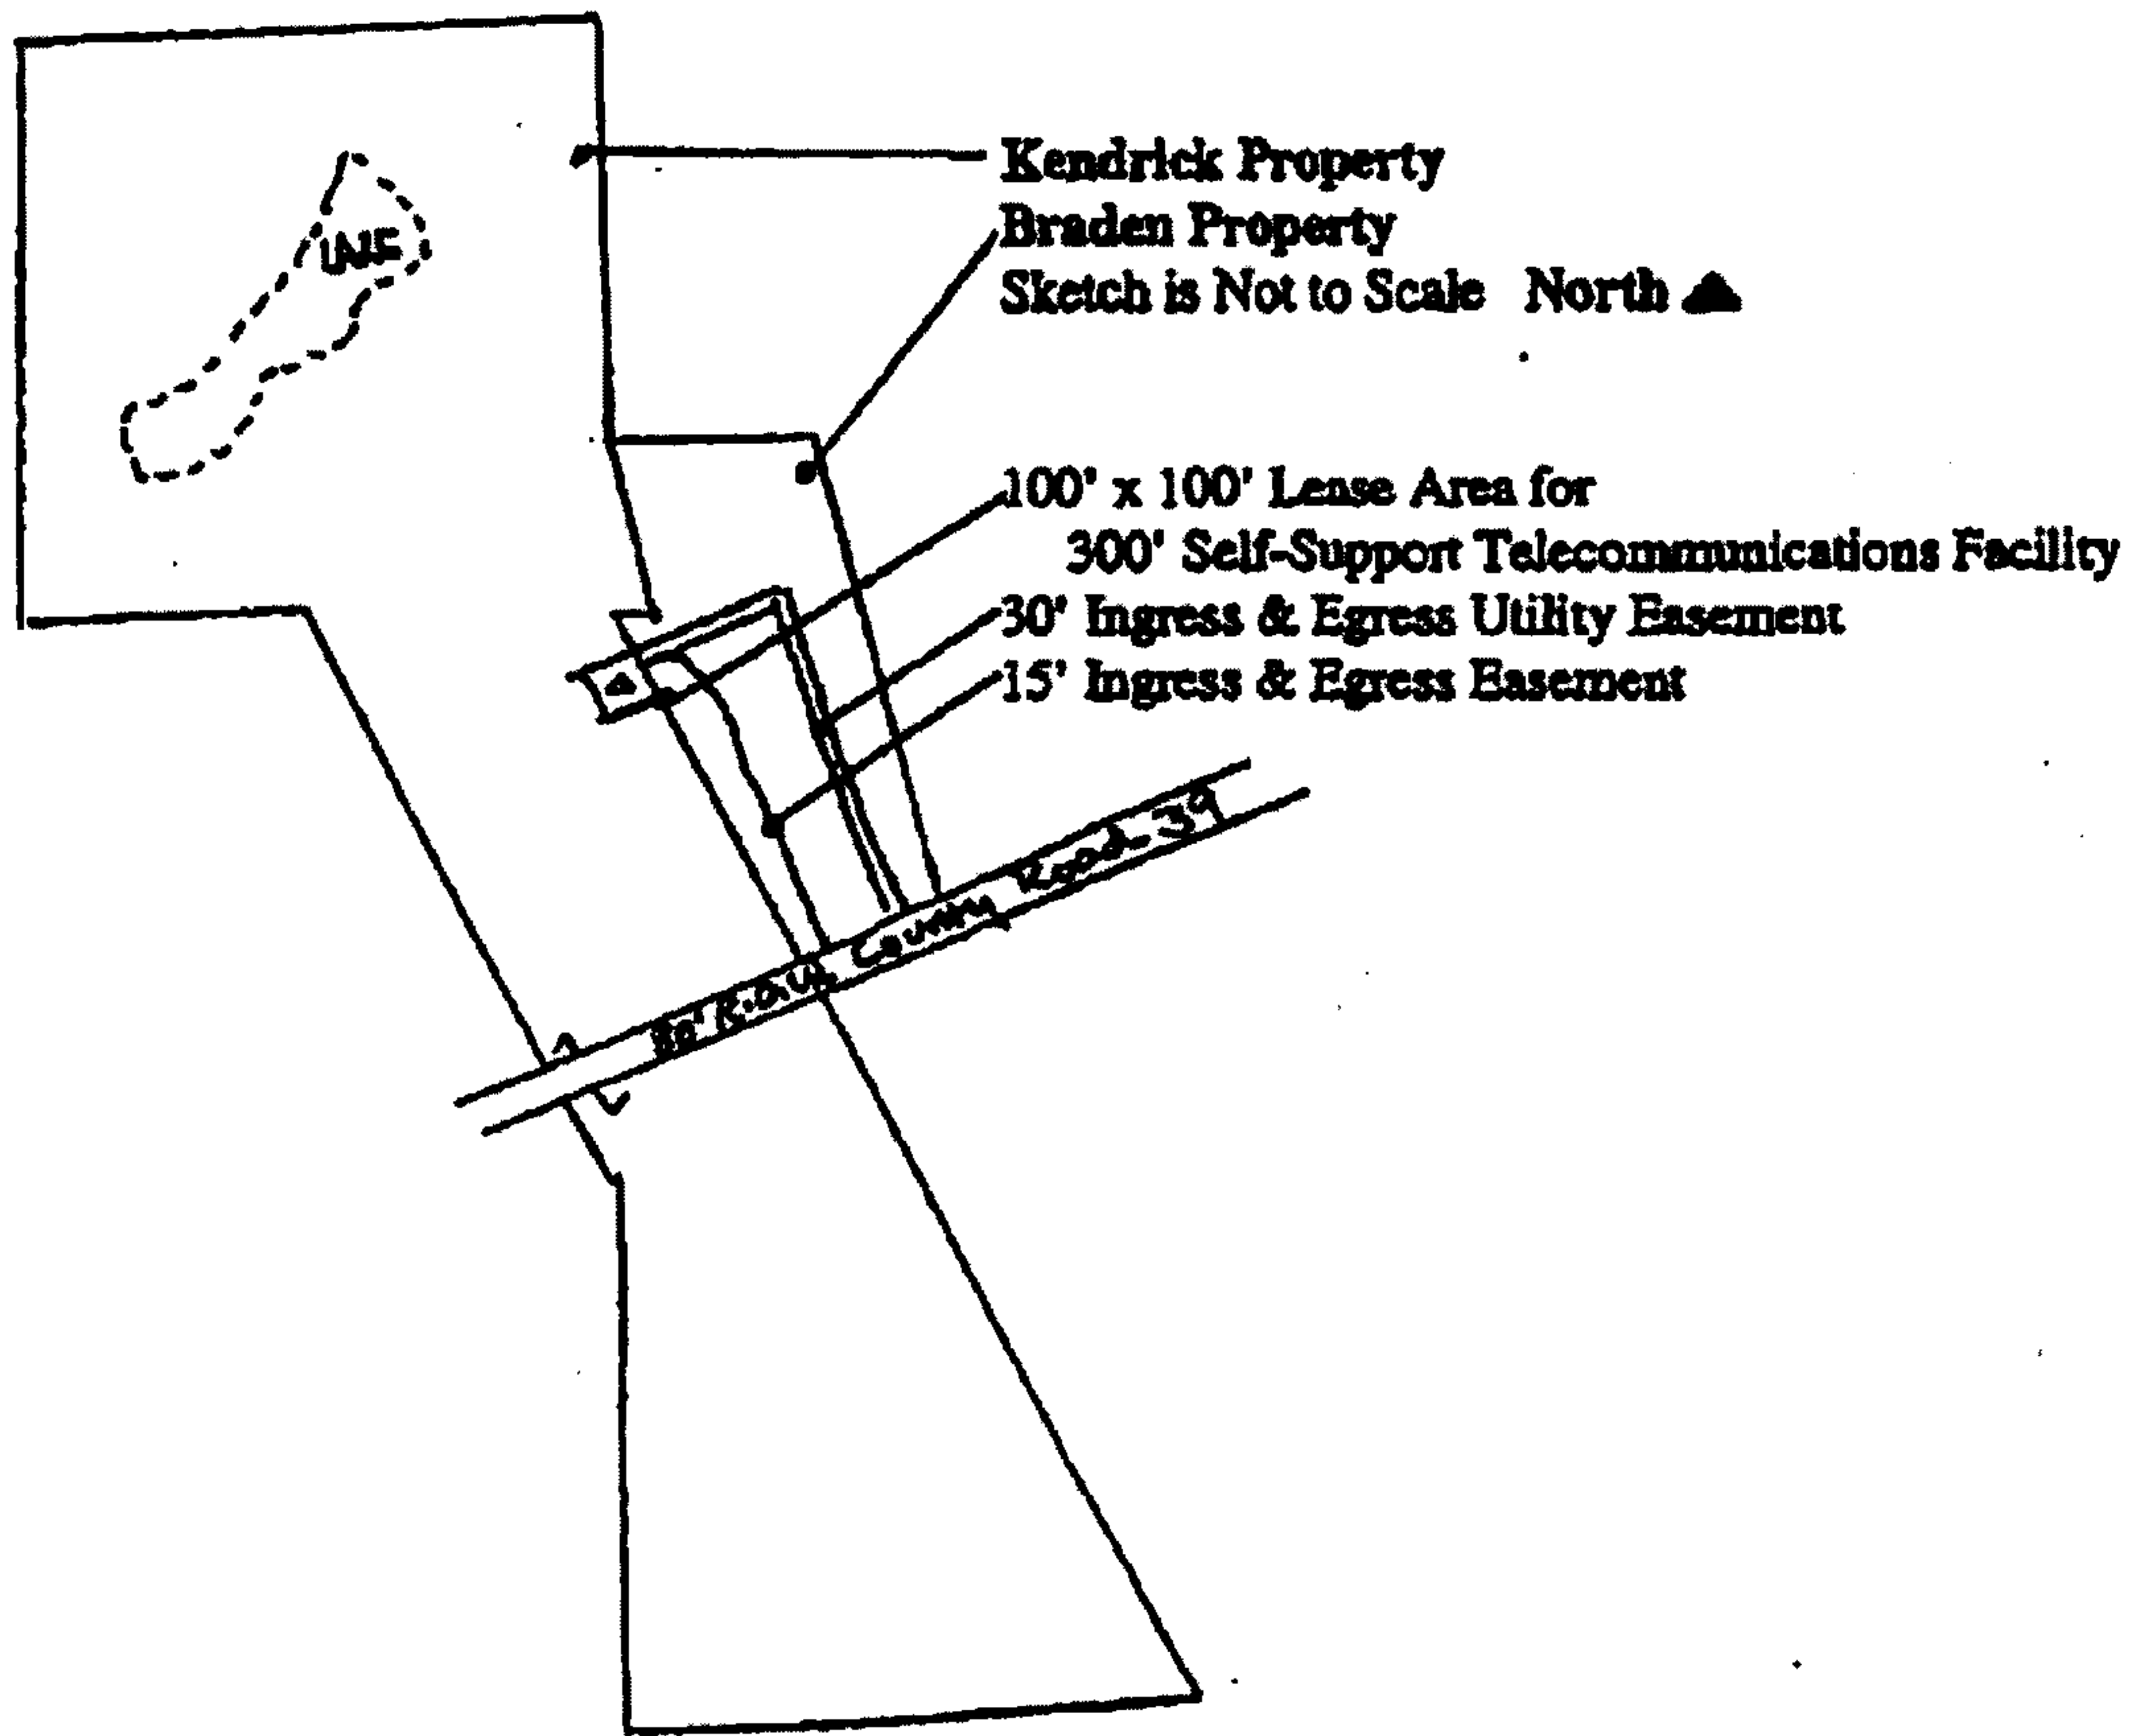 Kendrick Property
Braden Property
Sketch is Not to Scale North
100' x 100' Lease Area for
300' Self-Support Telecommunications Facility
30' Ingress & Egress Utility Easement
15' Ingress & Egress Easement
80' R.O.W. County Road 39